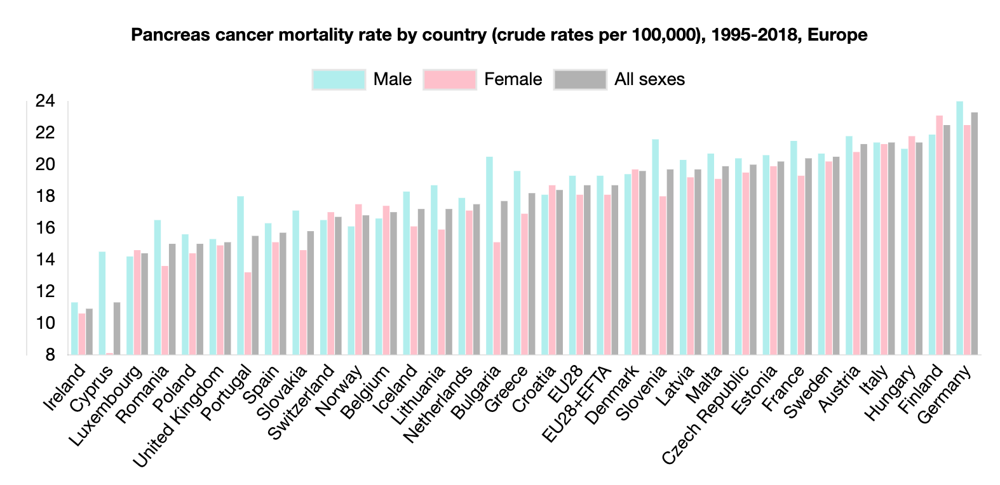 Pancreas cancer mortality rate by country (crude rates per 100,000), 1995-2018, Europe
Male Female All sexes
24
22
20
18
16
14
12
10
8
Ireland
Cyprus
Luxembourg
Romania
Poland
United Kingdom
Portugal
Spain
Slovakia
Switzerland
Norway
Belgium
Iceland
Lithuania
Netherlands
Bulgaria
Greece
Croatia
EU28
EU28+EFTA
Denmark
Slovenia
Latvia
Malta
Czech Republic
Estonia
France
Sweden
Austria
Italy
Hungary
Finland
Germany